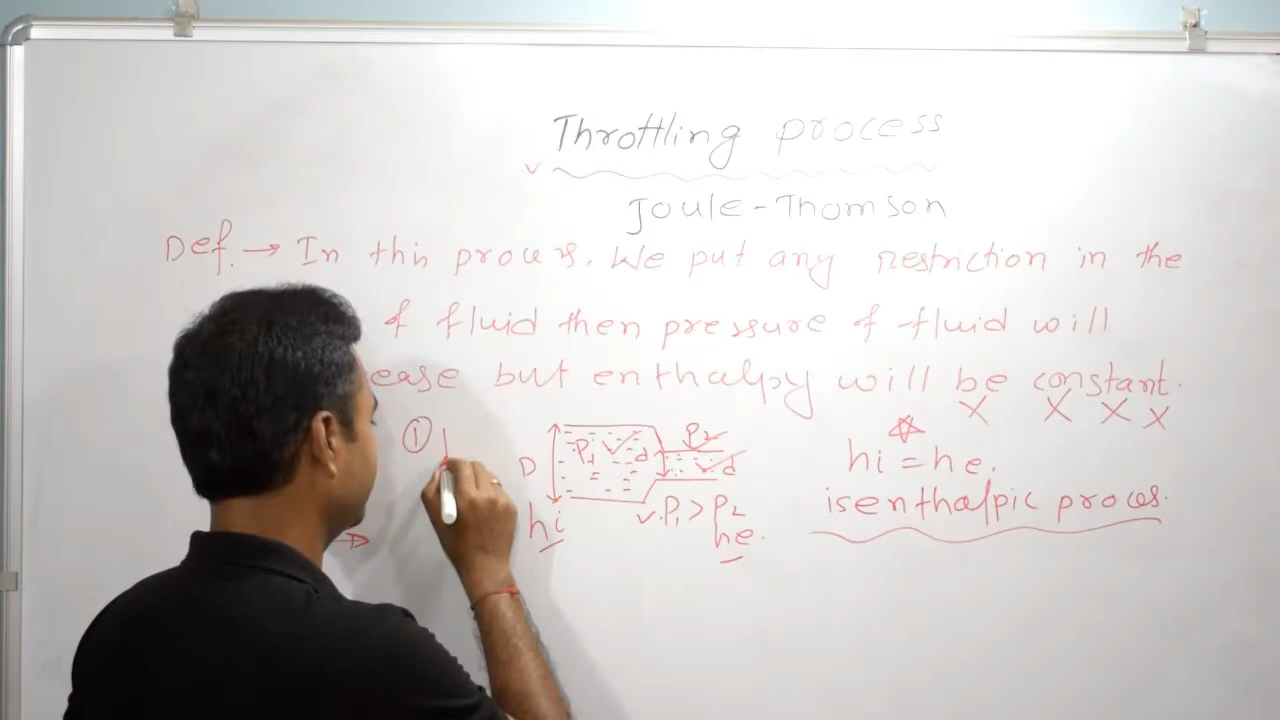 Throttling process
Joule-Thomson
Def. → In this process. We put any restriction in the
of fluid then pressure of fluid will
ease but enthalpy will be constant.
①
D
P1
d
P2
d
hi = he.
hi
P1 > P2
isenthalpic proces.
he.